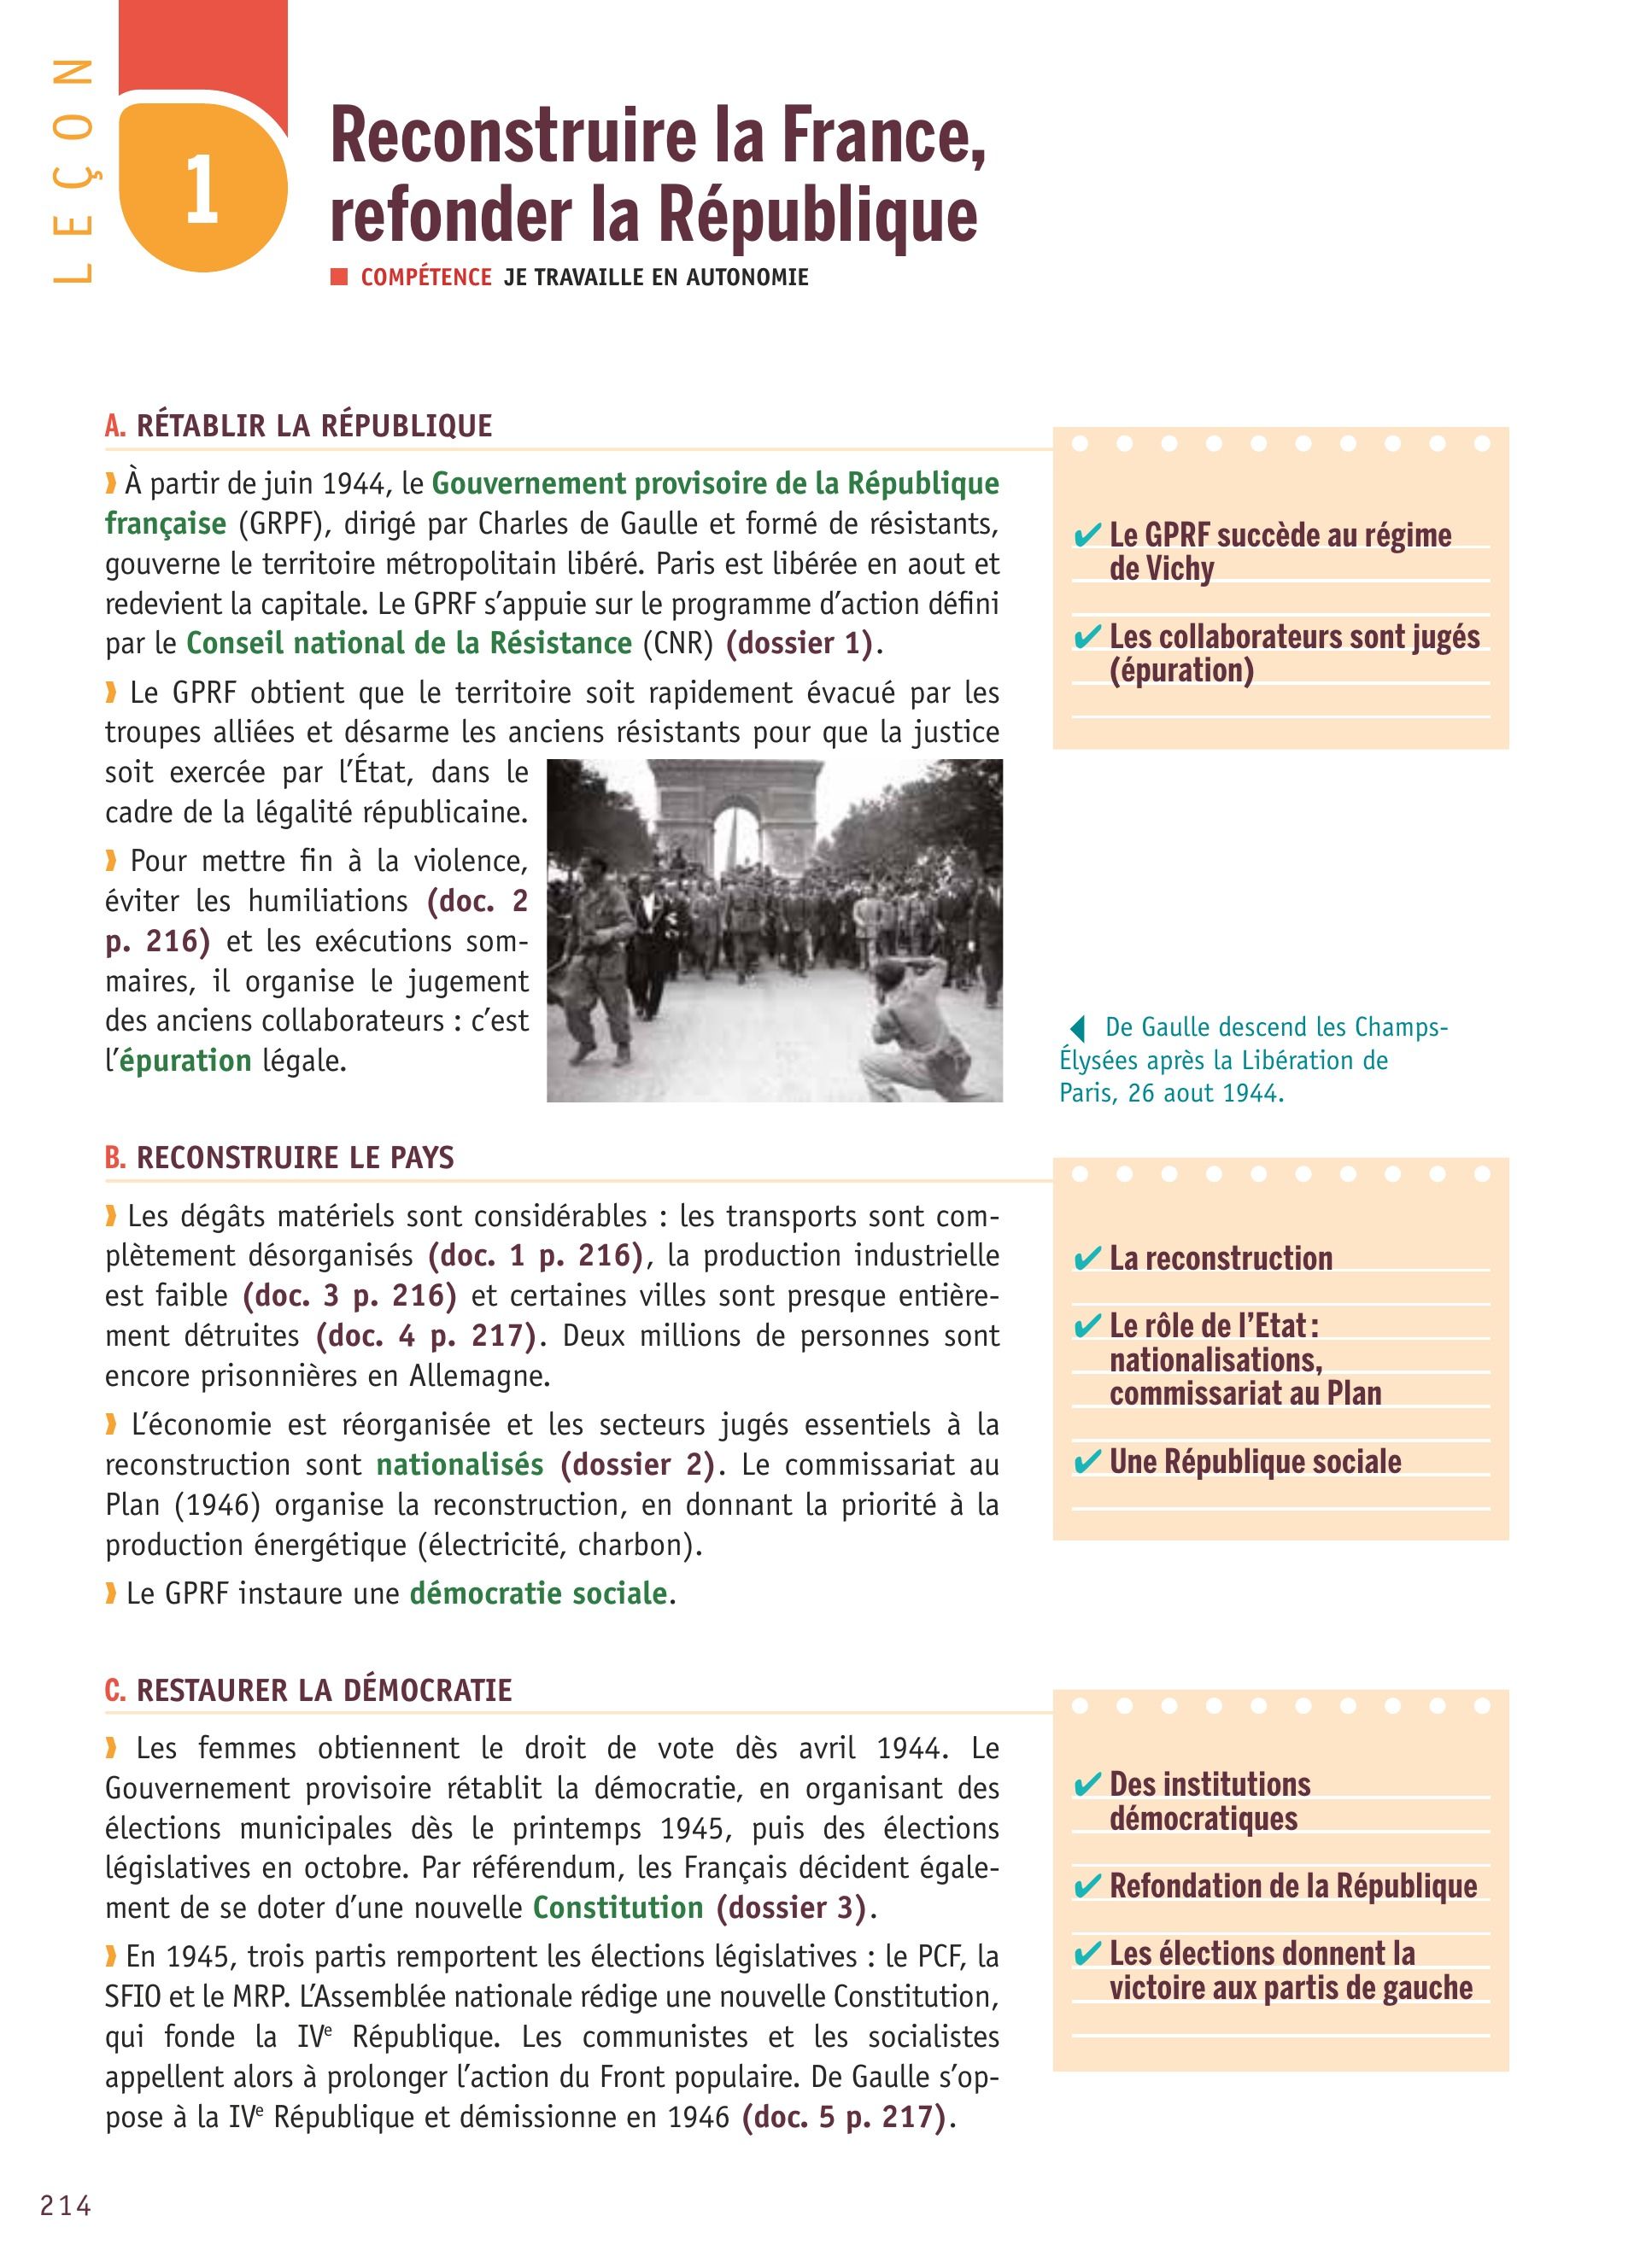 LEÇON
1
Reconstruire la France,
refonder la République
COMPÉTENCE JE TRAVAILLE EN AUTONOMIE
A. RÉTABLIR LA RÉPUBLIQUE
À partir de juin 1944, le Gouvernement provisoire de la République
française (GRPF), dirigé par Charles de Gaulle et formé de résistants,
gouverne le territoire métropolitain libéré. Paris est libérée en aout et
redevient la capitale. Le GPRF s’appuie sur le programme d’action défini
par le Conseil national de la Résistance (CNR) (dossier 1).
Le GPRF obtient que le territoire soit rapidement évacué par les
troupes alliées et désarme les anciens résistants pour que la justice
soit exercée par l’État, dans le
cadre de la légalité républicaine.
Pour mettre fin à la violence,
éviter les humiliations (doc. 2
p. 216) et les exécutions som-
maires, il organise le jugement
des anciens collaborateurs : c’est
l’épuration légale.
✔ Le GPRF succède au régime
de Vichy
✔ Les collaborateurs sont jugés
(épuration)
◀ De Gaulle descend les Champs-
Élysées après la Libération de
Paris, 26 aout 1944.
B. RECONSTRUIRE LE PAYS
Les dégâts matériels sont considérables : les transports sont com-
plètement désorganisés (doc. 1 p. 216), la production industrielle
est faible (doc. 3 p. 216) et certaines villes sont presque entière-
ment détruites (doc. 4 p. 217). Deux millions de personnes sont
encore prisonnières en Allemagne.
L’économie est réorganisée et les secteurs jugés essentiels à la
reconstruction sont nationalisés (dossier 2). Le commissariat au
Plan (1946) organise la reconstruction, en donnant la priorité à la
production énergétique (électricité, charbon).
Le GPRF instaure une démocratie sociale.
✔ La reconstruction
✔ Le rôle de l’Etat :
nationalisations,
commissariat au Plan
✔ Une République sociale
C. RESTAURER LA DÉMOCRATIE
Les femmes obtiennent le droit de vote dès avril 1944. Le
Gouvernement provisoire rétablit la démocratie, en organisant des
élections municipales dès le printemps 1945, puis des élections
législatives en octobre. Par référendum, les Français décident égale-
ment de se doter d’une nouvelle Constitution (dossier 3).
En 1945, trois partis remportent les élections législatives : le PCF, la
SFIO et le MRP. L’Assemblée nationale rédige une nouvelle Constitution,
qui fonde la IVe République. Les communistes et les socialistes
appellent alors à prolonger l’action du Front populaire. De Gaulle s’op-
pose à la IVe République et démissionne en 1946 (doc. 5 p. 217).
✔ Des institutions
démocratiques
✔ Refondation de la République
✔ Les élections donnent la
victoire aux partis de gauche
214